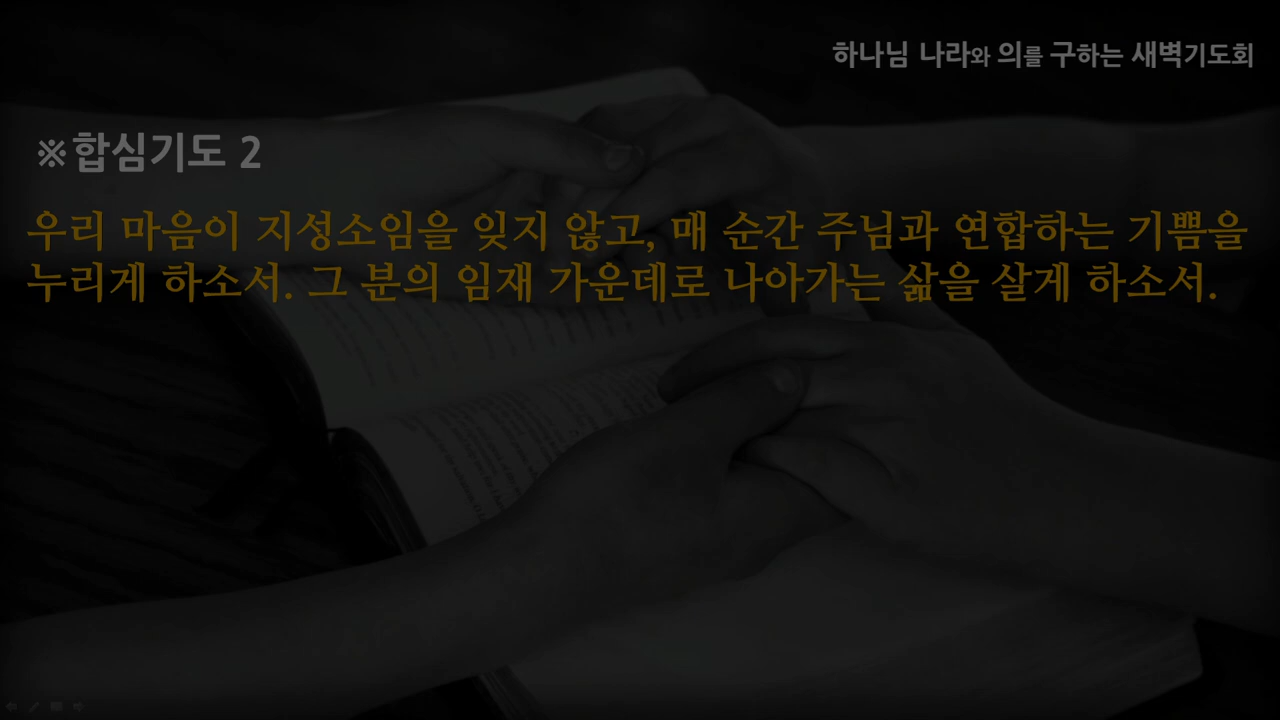 하나님 나라와 의를 구하는 새벽기도회
※합심기도 2
우리 마음이 지성소임을 잊지 않고, 매 순간 주님과 연합하는 기쁨을
누리게 하소서. 그 분의 임재 가운데로 나아가는 삶을 살게 하소서.